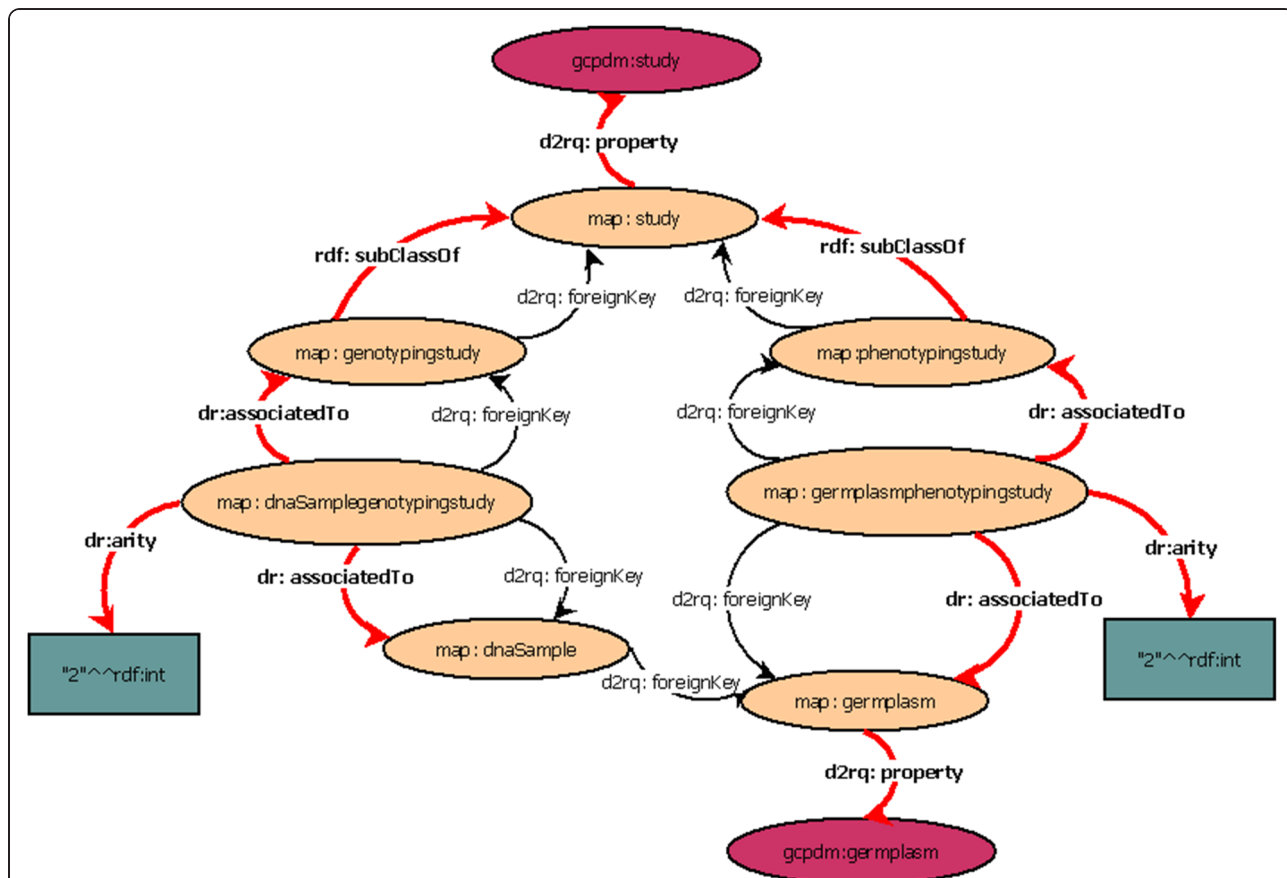 gcpdm:study
d2rq: property
map: study
rdf: subClassOf
rdf: subClassOf
d2rq: foreignKey
d2rq: foreignKey
map: genotypingstudy
map:phenotypingstudy
dr:associatedTo
d2rq: foreignKey
d2rq: foreignKey
dr: associatedTo
map: dnaSamplegenotypingstudy
map: germplasmphenotypingstudy
dr:arity
dr: associatedTo
d2rq: foreignKey
d2rq: foreignKey
dr: associatedTo
dr:arity
"2"^^rdf:int
map: dnaSample
d2rq: foreignKey
"2"^^rdf:int
map: germplasm
d2rq: property
gcpdm:germplasm